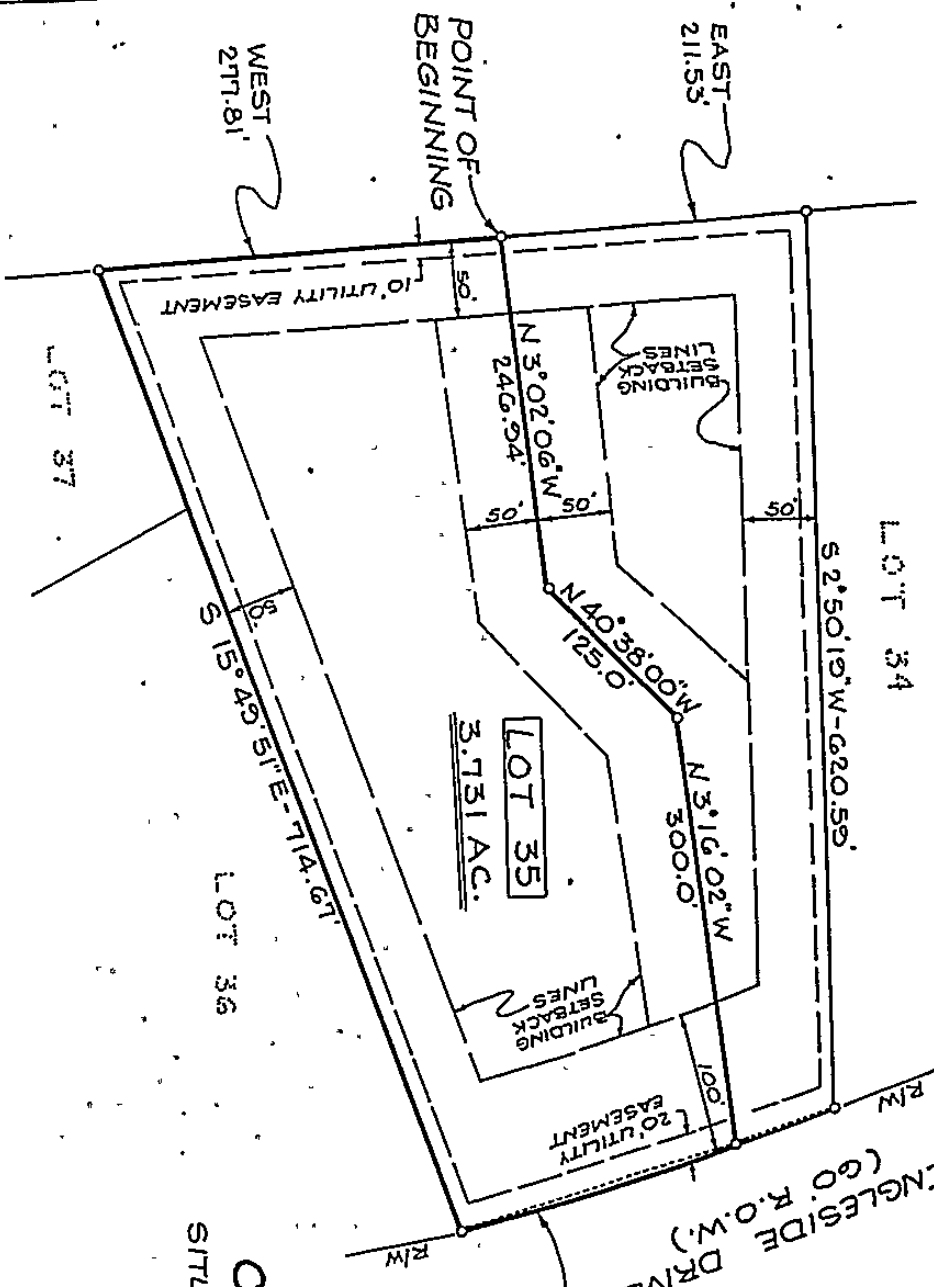 EAST
211.53'
POINT OF
BEGINNING
WEST
277.81'
10' UTILITY EASEMENT
50'
BUILDING
SETBACK
LINES
N 3°02'06"W
246.94'
50'
50'
50'
LOT 37
LOT 34
S 2°50'19"W-620.59'
N 40°38'00"W
125.0'
50'
S 15°49'51"E-714.67'
LOT 35
3.731 AC.
N 3°16'02"W
300.0'
LOT 36
BUILDING
SETBACK
LINES
100'
20' UTILITY
EASEMENT
R/W
R/W
NGLESIDE DRIVE
(60' R.O.W.)
SITU